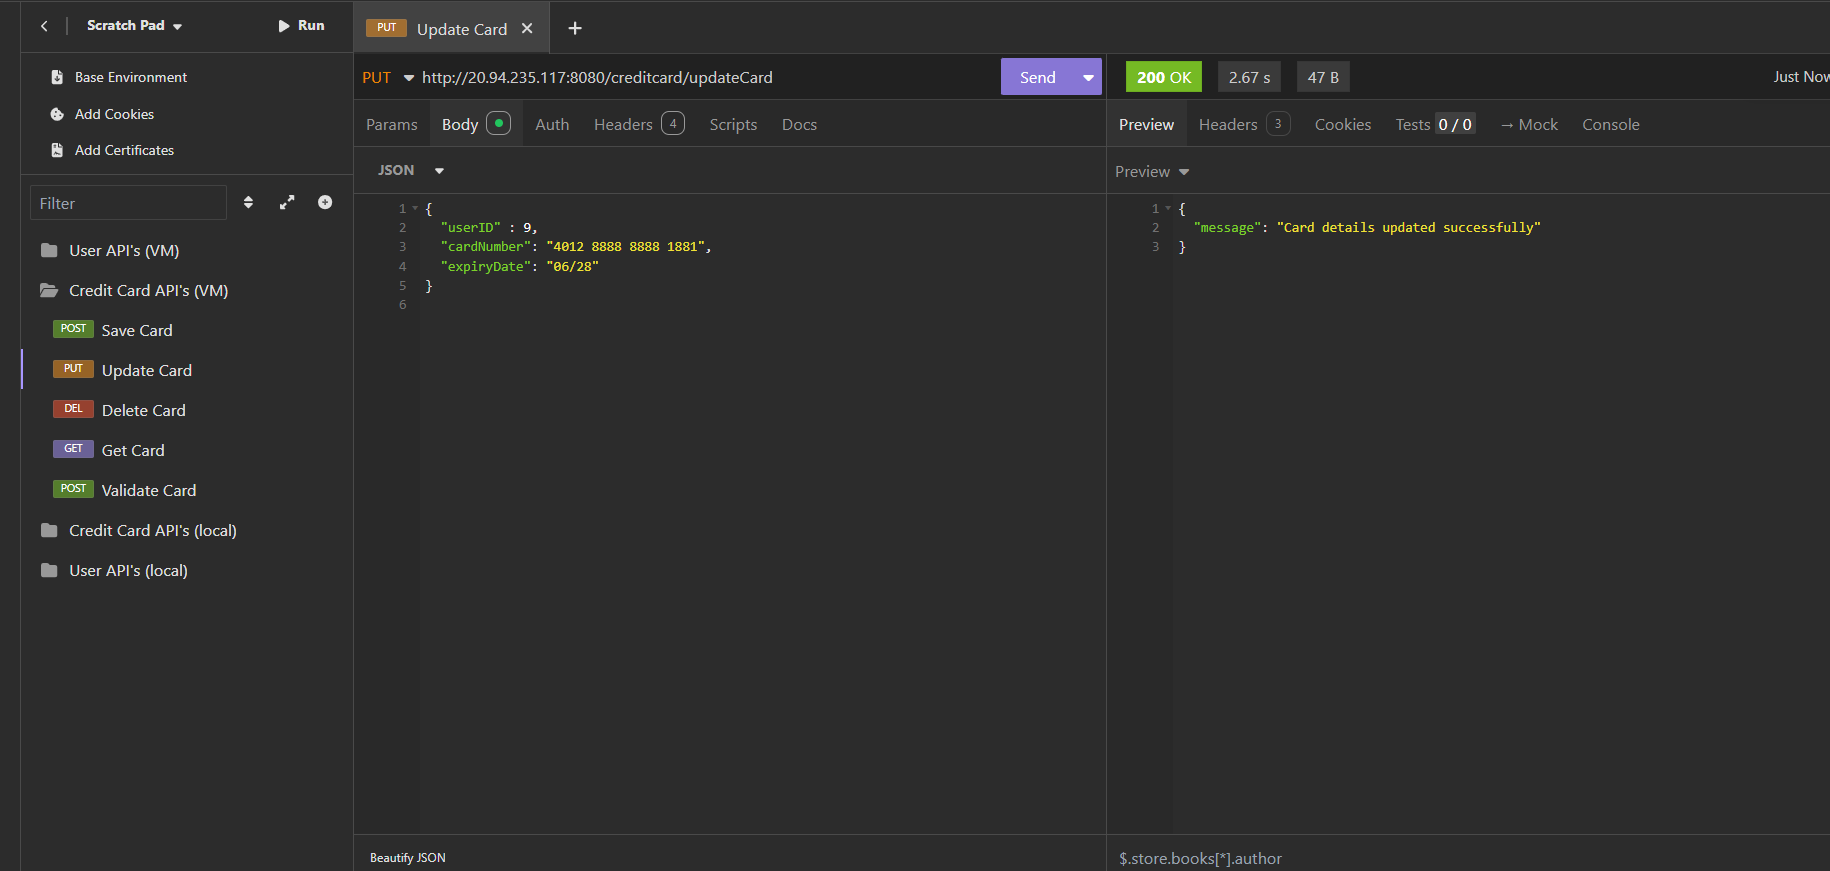 Scratch Pad
Run
Base Environment
Add Cookies
Add Certificates
Filter
User API's (VM)
Credit Card API's (VM)
POST Save Card
PUT Update Card
DEL Delete Card
GET Get Card
POST Validate Card
Credit Card API's (local)
User API's (local)
PUT Update Card
PUT http://20.94.235.117:8080/creditcard/updateCard
Send
Params Body Auth Headers 4 Scripts Docs
JSON
1 {
2 "userID" : 9,
3 "cardNumber": "4012 8888 8888 1881",
4 "expiryDate": "06/28"
5 }
6
Beautify JSON
200 OK 2.67 s 47 B Just Now
Preview Headers 3 Cookies Tests 0 / 0 → Mock Console
Preview
1 {
2 "message": "Card details updated successfully"
3 }
$.store.books[*].author